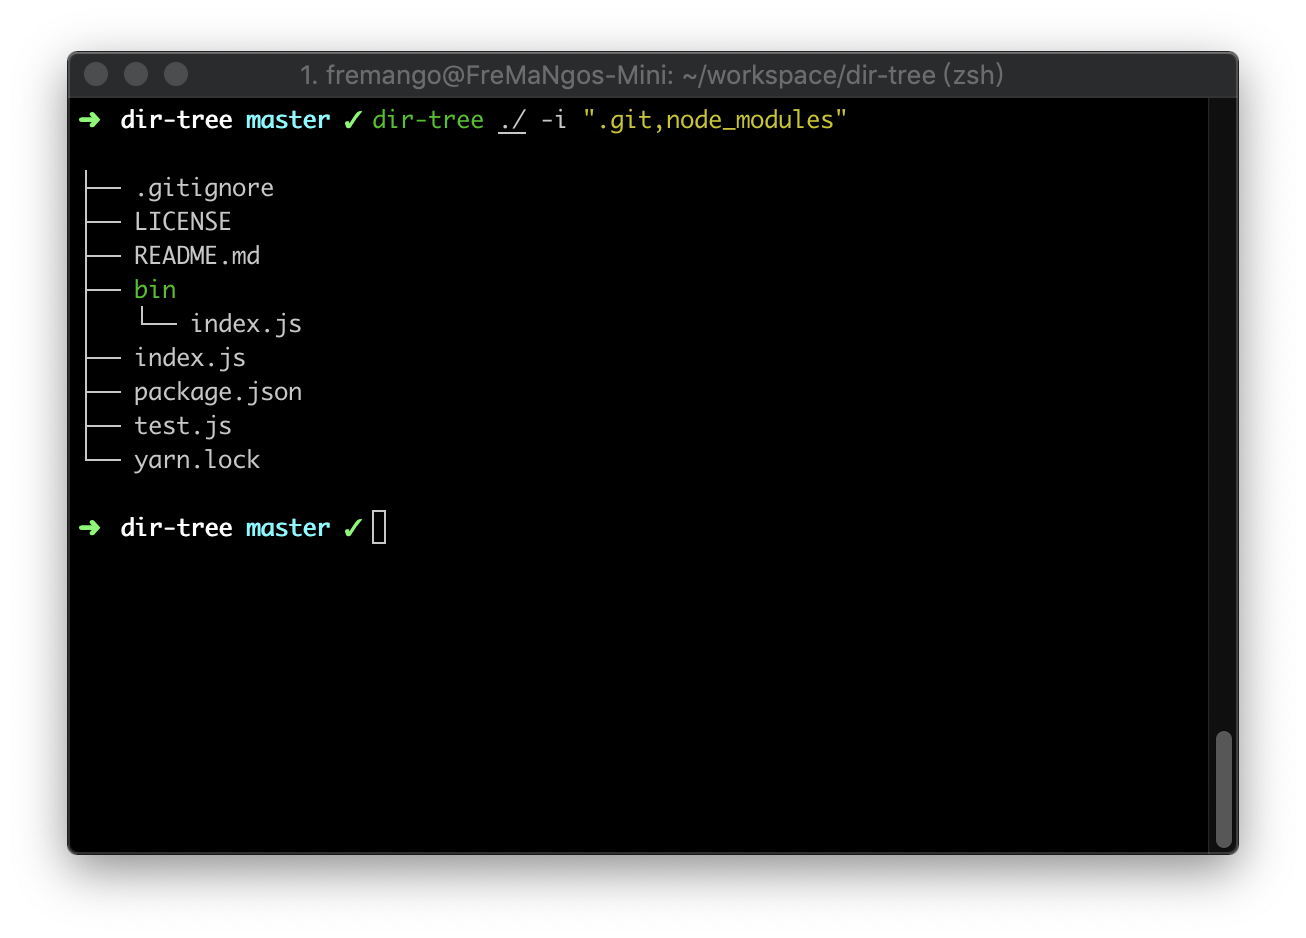 1. fremango@FreMaNgos-Mini: ~/workspace/dir-tree (zsh)
➜ dir-tree master ✓ dir-tree ./ -i ".git,node_modules"
├── .gitignore
├── LICENSE
├── README.md
├── bin
│   └── index.js
├── index.js
├── package.json
├── test.js
└── yarn.lock
➜ dir-tree master ✓